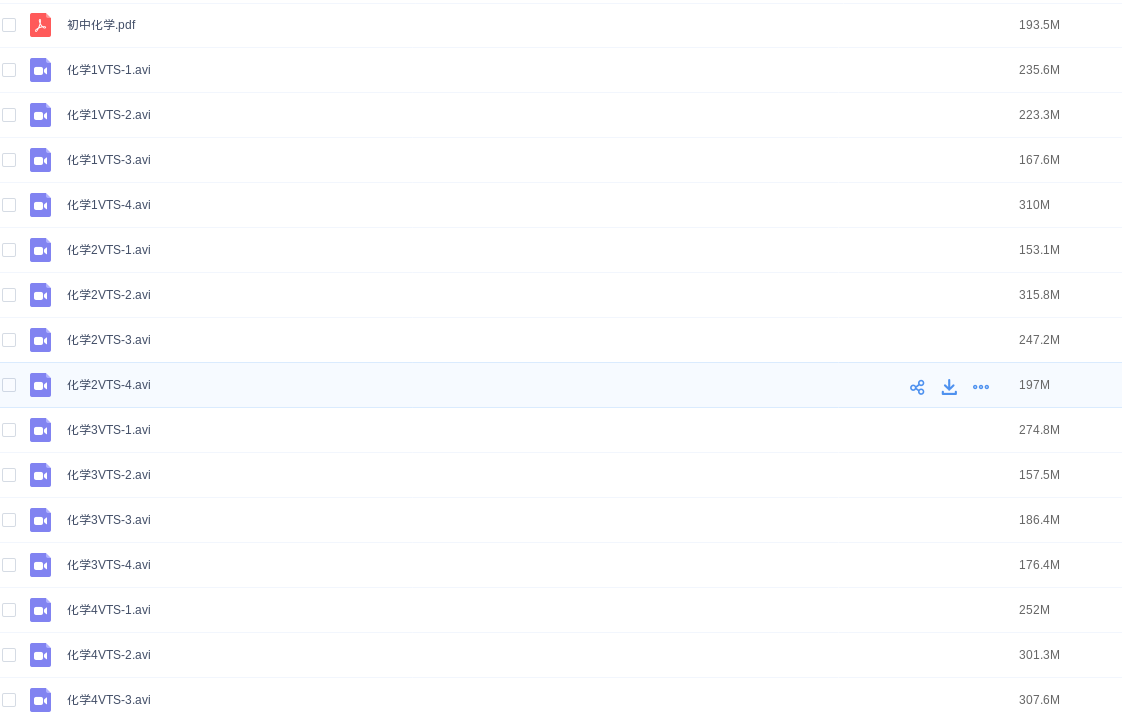 初中化学.pdf 193.5M
化学1VTS-1.avi 235.6M
化学1VTS-2.avi 223.3M
化学1VTS-3.avi 167.6M
化学1VTS-4.avi 310M
化学2VTS-1.avi 153.1M
化学2VTS-2.avi 315.8M
化学2VTS-3.avi 247.2M
化学2VTS-4.avi 197M
化学3VTS-1.avi 274.8M
化学3VTS-2.avi 157.5M
化学3VTS-3.avi 186.4M
化学3VTS-4.avi 176.4M
化学4VTS-1.avi 252M
化学4VTS-2.avi 301.3M
化学4VTS-3.avi 307.6M